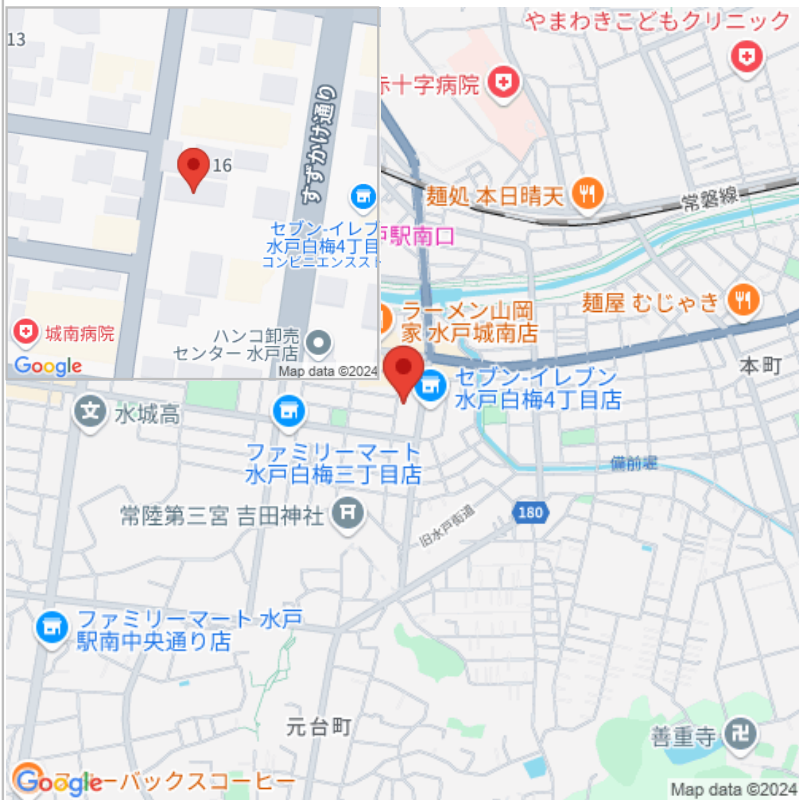 13
16
すずかけ通り
セブン-イレブ
水戸白梅4丁目
コンビニエンススト
城南病院
ハンコ卸売
センター 水戸店
Google
Map data ©2024
やまわきこどもクリニック
赤十字病院
麺処 本日晴天
常磐線
戸駅南口
ラーメン山岡
家 水戸城南店
麺屋 むじゃき
本町
セブン-イレブン
水戸白梅4丁目店
水城高
ファミリーマート
水戸白梅三丁目店
備前堀
常陸第三宮 吉田神社
旧水戸街道
180
ファミリーマート 水戸
駅南中央通り店
元台町
善重寺
Google
ーバックスコーヒー
Map data ©2024